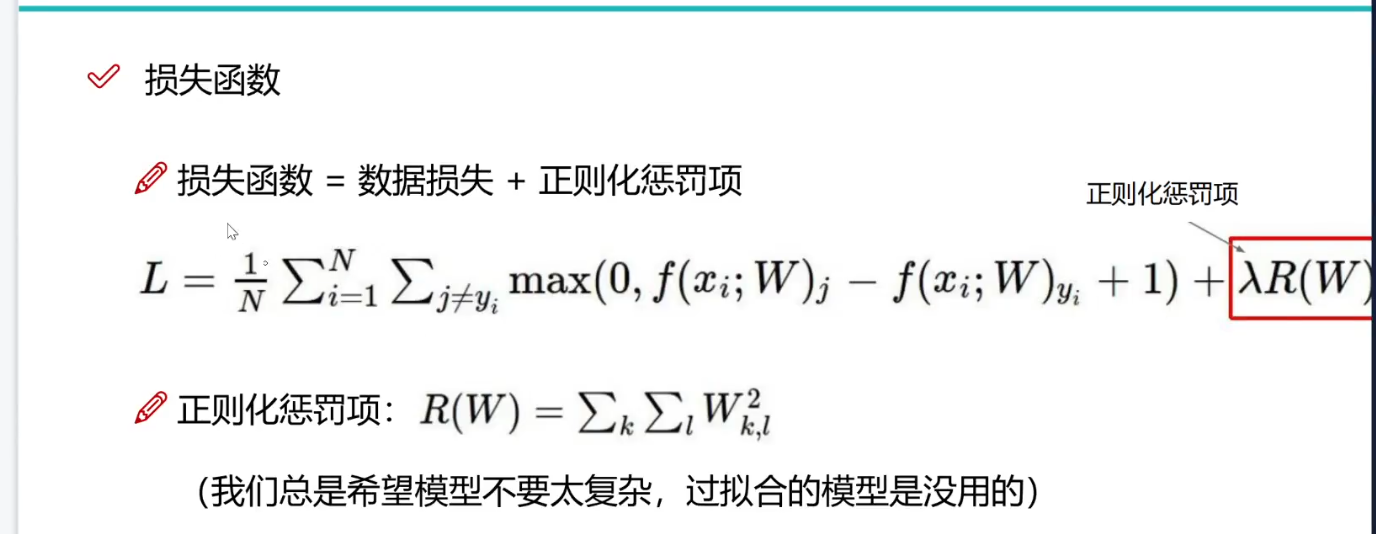 损失函数
损失函数 = 数据损失 + 正则化惩罚项
正则化惩罚项
L = \frac{1}{N} \sum_{i=1}^{N} \sum_{j \neq y_i} \max(0, f(x_i; W)_j - f(x_i; W)_{y_i} + 1) + \lambda R(W)
正则化惩罚项： R(W) = \sum_k \sum_l W_{k,l}^2
（我们总是希望模型不要太复杂，过拟合的模型是没用的）